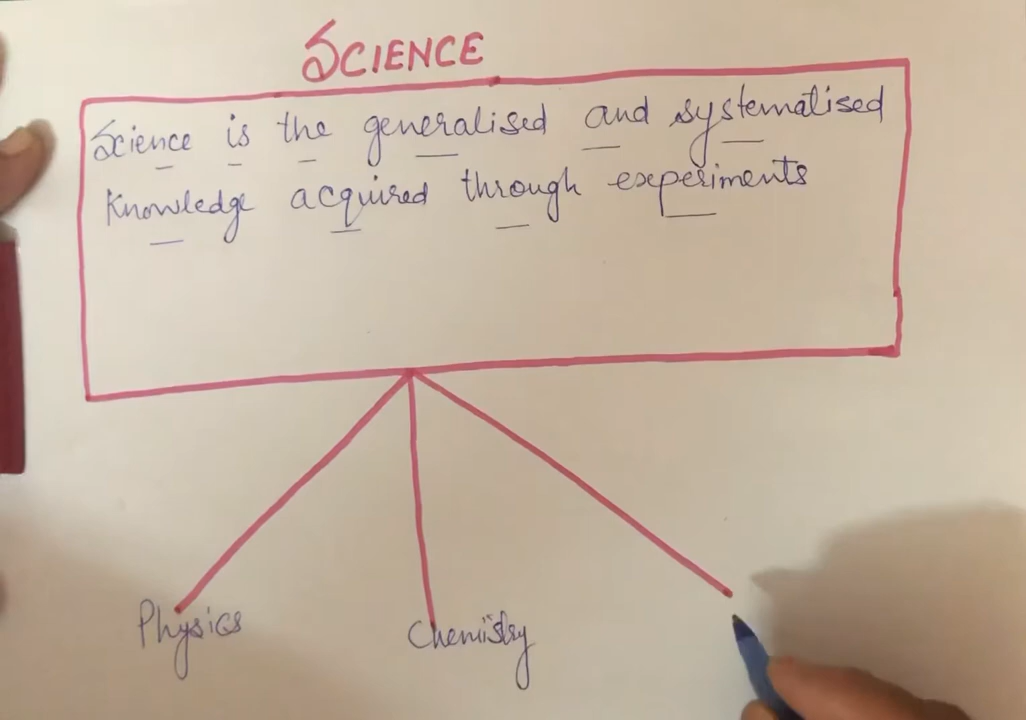 SCIENCE
Science is the generalised and systematised
Knowledge acquired through experiments
Physics
Chemistry